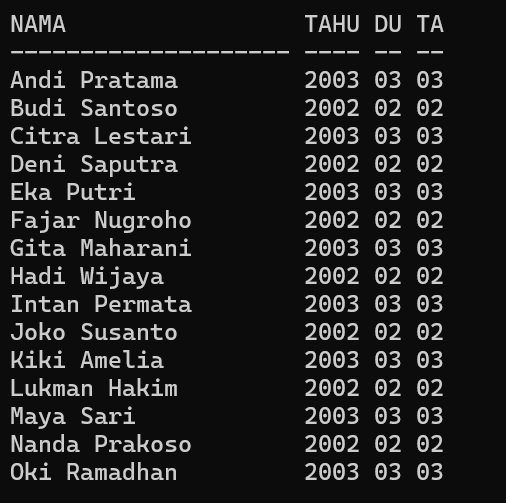 NAMA                 TAHU DU TA
-------------------- ---- -- --
Andi Pratama         2003 03 03
Budi Santoso         2002 02 02
Citra Lestari        2003 03 03
Deni Saputra         2002 02 02
Eka Putri            2003 03 03
Fajar Nugroho        2002 02 02
Gita Maharani        2003 03 03
Hadi Wijaya          2002 02 02
Intan Permata        2003 03 03
Joko Susanto         2002 02 02
Kiki Amelia          2003 03 03
Lukman Hakim         2002 02 02
Maya Sari            2003 03 03
Nanda Prakoso        2002 02 02
Oki Ramadhan         2003 03 03